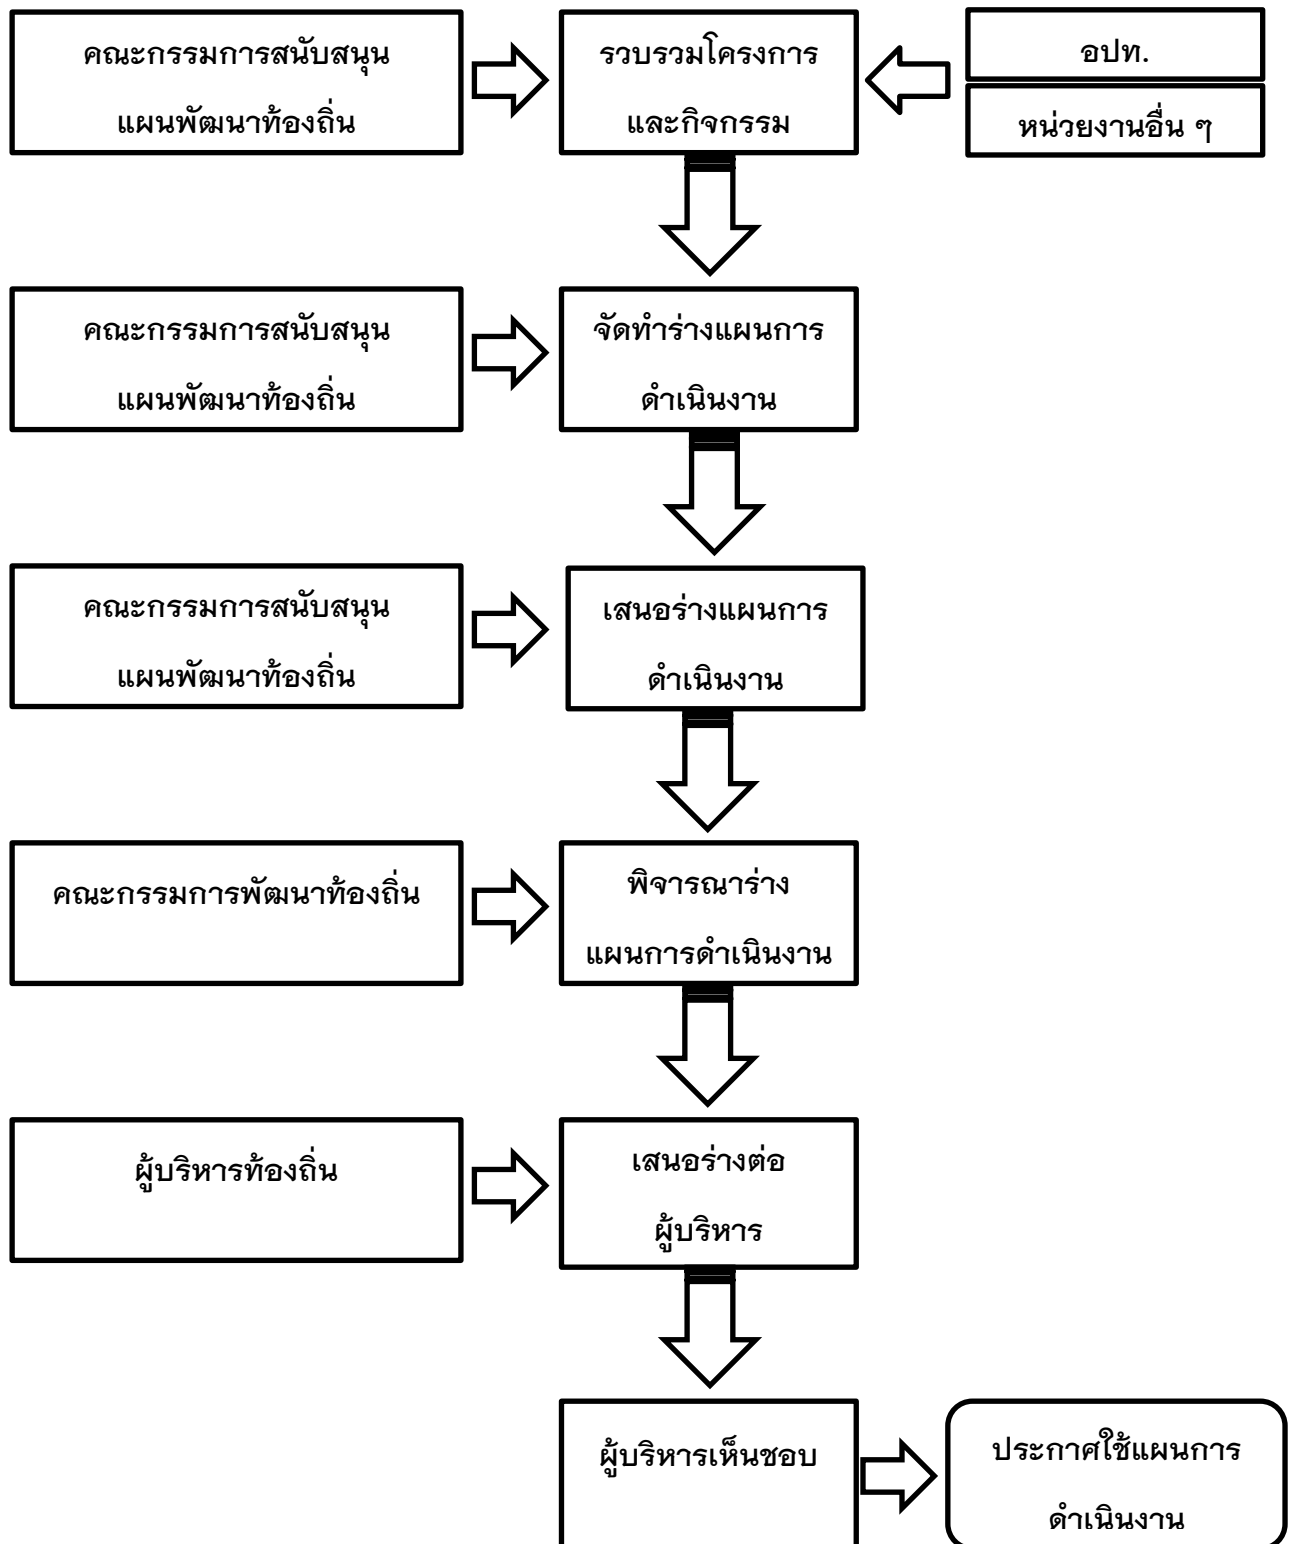 คณะกรรมการสนับสนุน
แผนพัฒนาท้องถิ่น
รวบรวมโครงการ
และกิจกรรม
อปท.
หน่วยงานอื่น ๆ
คณะกรรมการสนับสนุน
แผนพัฒนาท้องถิ่น
จัดทำร่างแผนการ
ดำเนินงาน
คณะกรรมการสนับสนุน
แผนพัฒนาท้องถิ่น
เสนอร่างแผนการ
ดำเนินงาน
คณะกรรมการพัฒนาท้องถิ่น
พิจารณาร่าง
แผนการดำเนินงาน
ผู้บริหารท้องถิ่น
เสนอร่างต่อ
ผู้บริหาร
ผู้บริหารเห็นชอบ
ประกาศใช้แผนการ
ดำเนินงาน